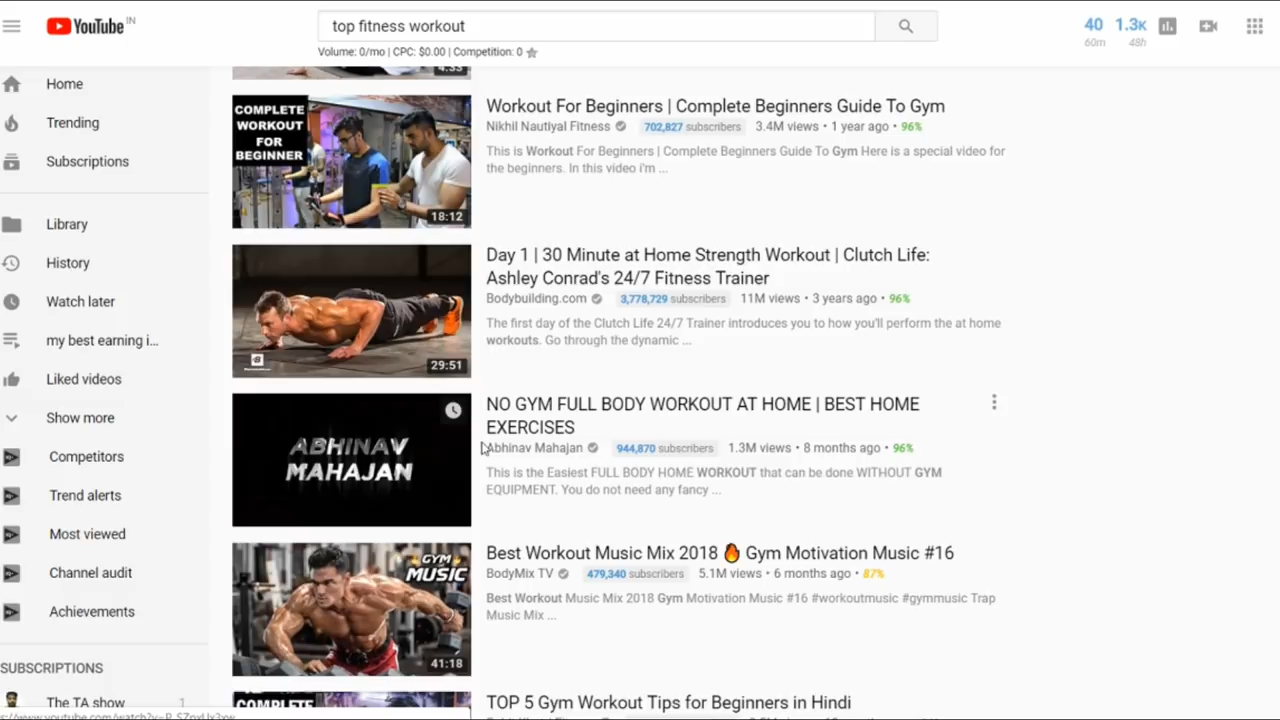 YouTube IN
top fitness workout
40 1.3K
60m 48h
Volume: 0/mo | CPC: $0.00 | Competition: 0
Home
Trending
Subscriptions
Library
History
Watch later
my best earning i...
Liked videos
Show more
Competitors
Trend alerts
Most viewed
Channel audit
Achievements
SUBSCRIPTIONS
The TA show 1
4:33
COMPLETE
WORKOUT
FOR
BEGINNER
18:12
Workout For Beginners | Complete Beginners Guide To Gym
Nikhil Nautiyal Fitness 702,827 subscribers 3.4M views • 1 year ago • 96%
This is Workout For Beginners | Complete Beginners Guide To Gym Here is a special video for
the beginners. In this video i'm ...
29:51
Day 1 | 30 Minute at Home Strength Workout | Clutch Life:
Ashley Conrad's 24/7 Fitness Trainer
Bodybuilding.com 3,778,729 subscribers 11M views • 3 years ago • 96%
The first day of the Clutch Life 24/7 Trainer introduces you to how you'll perform the at home
workouts. Go through the dynamic ...
ABHINAV
MAHAJAN
NO GYM FULL BODY WORKOUT AT HOME | BEST HOME
EXERCISES
Abhinav Mahajan 944,870 subscribers 1.3M views • 8 months ago • 96%
This is the Easiest FULL BODY HOME WORKOUT that can be done WITHOUT GYM
EQUIPMENT. You do not need any fancy ...
GYM
MUSIC
41:18
Best Workout Music Mix 2018 🔥 Gym Motivation Music #16
BodyMix TV 479,340 subscribers 5.1M views • 6 months ago • 87%
Best Workout Music Mix 2018 Gym Motivation Music #16 #workoutmusic #gymmusic Trap
Music Mix ...
COMPLETE
TOP 5 Gym Workout Tips for Beginners in Hindi